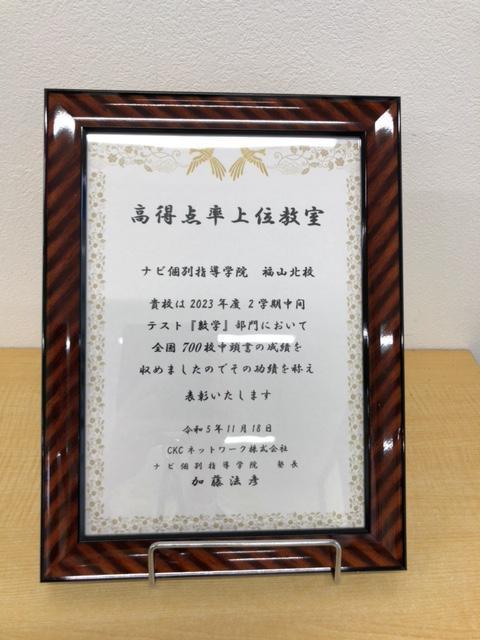 高得点率上位教室
ナビ個別指導学院 福山北校
貴校は2023年度 2学期中間
テスト『数学』部門において
全国700校中頭書の成績を
収めましたのでその功績を称え
表彰いたします
令和5年11月18日
CKCネットワーク株式会社
ナビ個別指導学院 塾長
加藤法彦